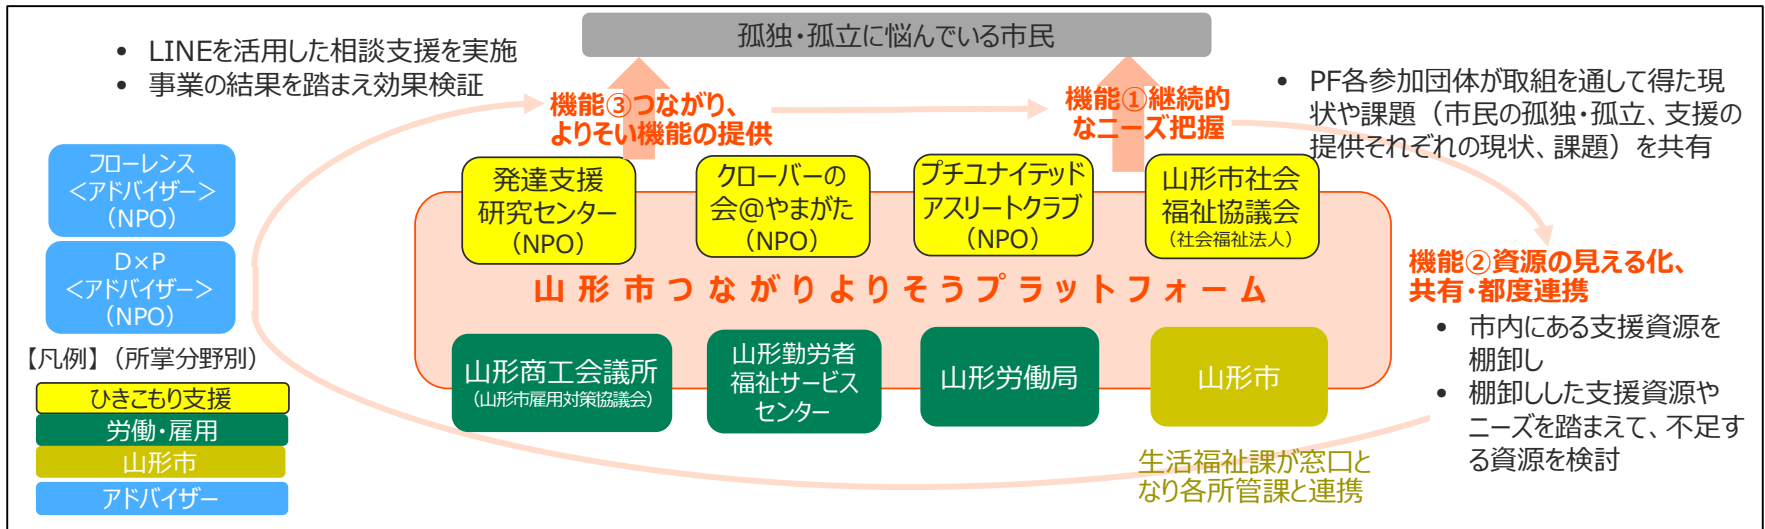 孤独・孤立に悩んでいる市民
• LINEを活用した相談支援を実施
• 事業の結果を踏まえ効果検証
機能③つながり、
よりそい機能の提供
機能①継続的
なニーズ把握
• PF各参加団体が取組を通して得た現
状や課題（市民の孤独・孤立、支援の
提供それぞれの現状、課題）を共有
フローレンス
＜アドバイザー＞
（NPO）
D×P
＜アドバイザー＞
（NPO）
発達支援
研究センター
（NPO）
クローバーの
会@やまがた
（NPO）
プチユナイテッド
アスリートクラブ
（NPO）
山形市社会
福祉協議会
（社会福祉法人）
山形市つながりよりそうプラットフォーム
機能②資源の見える化、
共有・都度連携
• 市内にある支援資源を
棚卸し
• 棚卸しした支援資源や
ニーズを踏まえて、不足す
る資源を検討
山形商工会議所
（山形市雇用対策協議会）
山形勤労者
福祉サービス
センター
山形労働局
山形市
生活福祉課が窓口と
なり各所管課と連携
【凡例】（所掌分野別）
ひきこもり支援
労働・雇用
山形市
アドバイザー